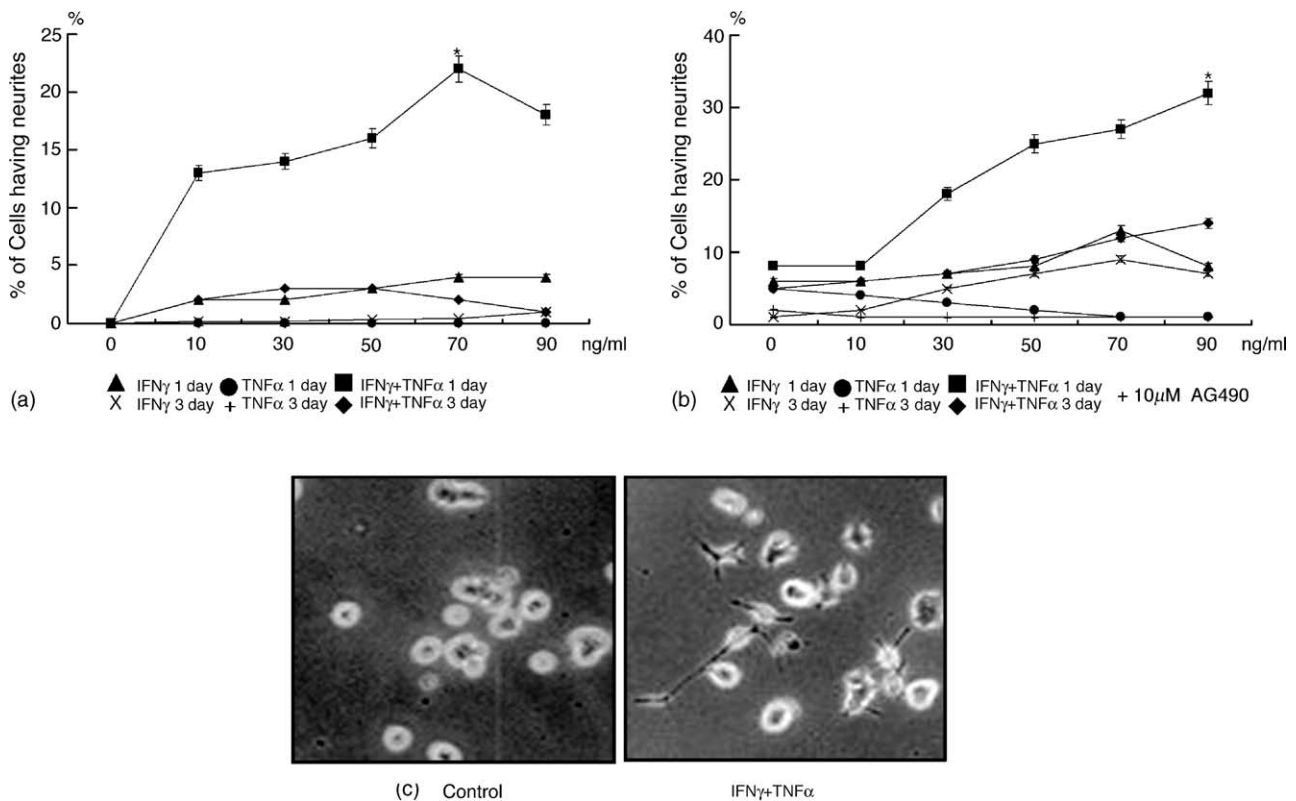 %
25
20
15
10
5
0
% of Cells having neurites
*
0 10 30 50 70 90 ng/ml
▲ IFNγ 1 day ● TNFα 1 day ■ IFNγ+TNFα 1 day
(a) X IFNγ 3 day + TNFα 3 day ◆ IFNγ+TNFα 3 day
%
40
30
20
10
0
% of Cells having neurites
*
0 10 30 50 70 90 ng/ml
▲ IFNγ 1 day ● TNFα 1 day ■ IFNγ+TNFα 1 day
(b) X IFNγ 3 day + TNFα 3 day ◆ IFNγ+TNFα 3 day + 10μM AG490
(c) Control IFNγ+TNFα